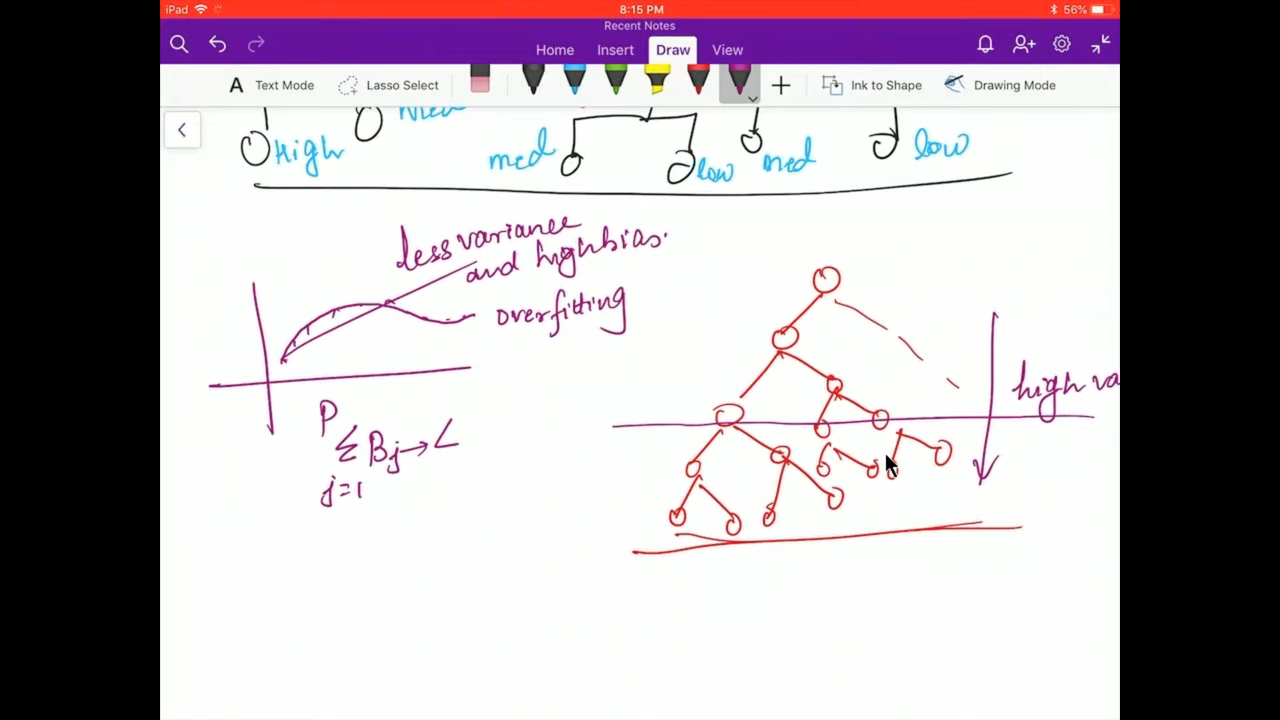 iPad
8:15 PM
56%
Recent Notes
Home Insert Draw View
A Text Mode Lasso Select + Ink to Shape Drawing Mode
Med
High
med
low
med
low
less variance
and high bias.
overfitting
high va
P
Σ Bj → L
j=1